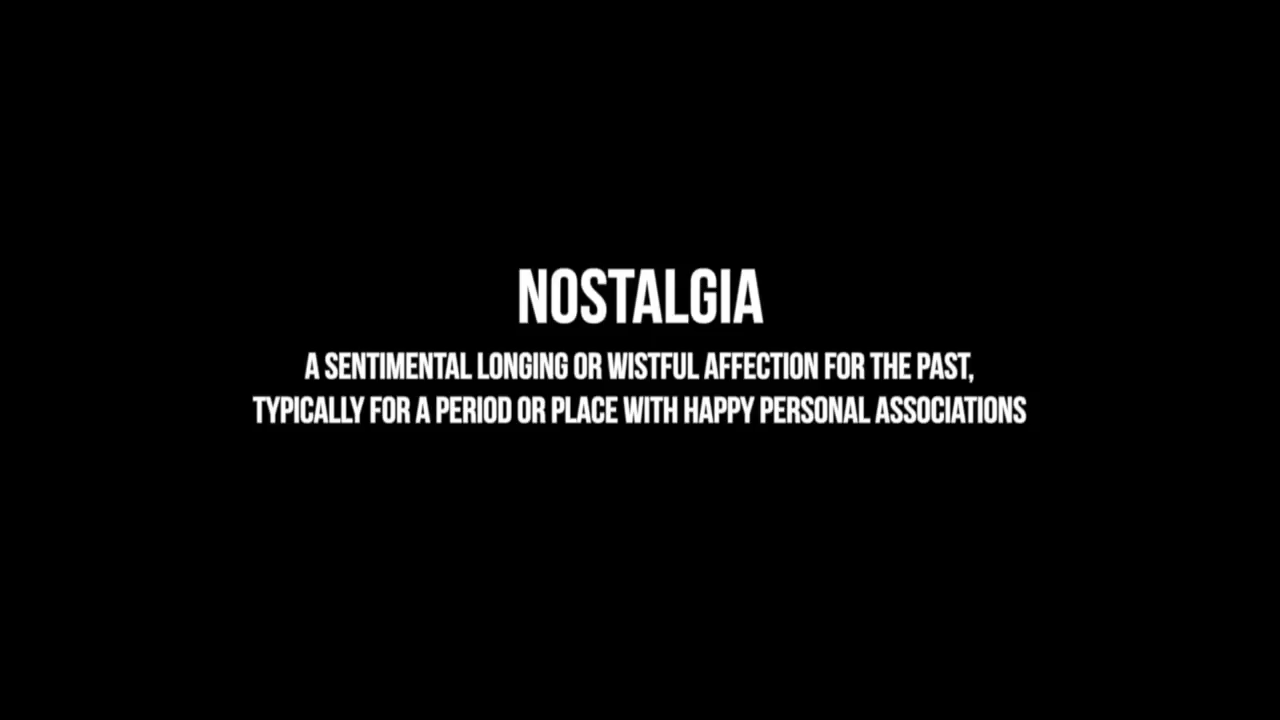 NOSTALGIA
A SENTIMENTAL LONGING OR WISTFUL AFFECTION FOR THE PAST,
TYPICALLY FOR A PERIOD OR PLACE WITH HAPPY PERSONAL ASSOCIATIONS